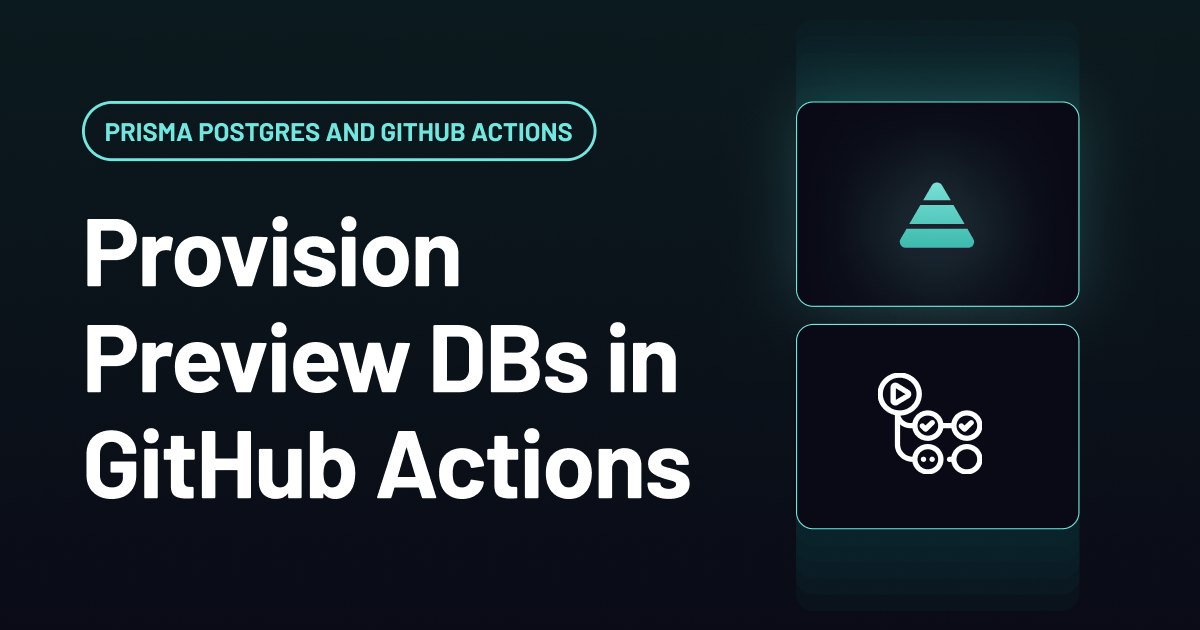 PRISMA POSTGRES AND GITHUB ACTIONS
Provision
Preview DBs in
GitHub Actions